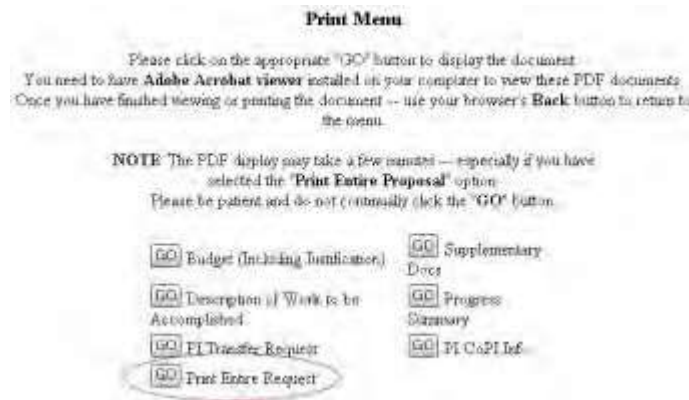 Print Menu
Please click on the appropriate "GO" button to display the document
You need to have Adobe Acrobat viewer installed on your computer to view these PDF documents
Once you have finished viewing or printing the document -- use your browser's Back button to return to
the menu.
NOTE The PDF display may take a few minutes -- especially if you have
selected the "Print Entire Proposal" option
Please be patient and do not continually click the "GO" button.
GO Budget (Including Justification) GO Supplementary
Docs
GO Description of Work to be GO Progress
Accomplished Summary
GO PI Transfer Request GO PI CoPI Inf
GO Print Entire Request